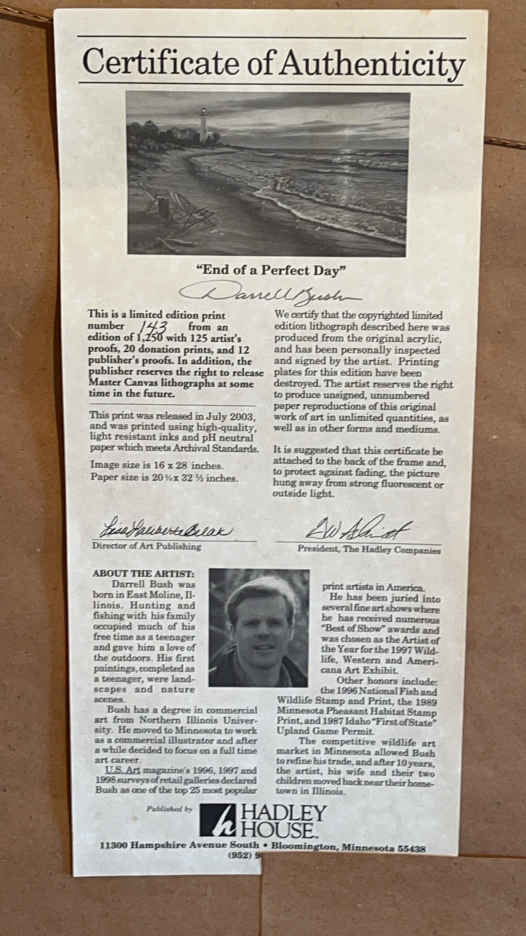 Certificate of Authenticity
"End of a Perfect Day"
Darrell Bush
This is a limited edition print
number 143 from an
edition of 1,250 with 125 artist's
proofs, 20 donation prints, and 12
publisher's proofs. In addition, the
publisher reserves the right to release
Master Canvas lithographs at some
time in the future.
This print was released in July 2003,
and was printed using high-quality,
light resistant inks and pH neutral
paper which meets Archival Standards.
Image size is 16 x 28 inches.
Paper size is 20 ½ x 32 ½ inches.
We certify that the copyrighted limited
edition lithograph described here was
produced from the original acrylic,
and has been personally inspected
and signed by the artist. Printing
plates for this edition have been
destroyed. The artist reserves the right
to produce unsigned, unnumbered
paper reproductions of this original
work of art in unlimited quantities, as
well as in other forms and mediums.
It is suggested that this certificate be
attached to the back of the frame and,
to protect against fading, the picture
hung away from strong fluorescent or
outside light.
Director of Art Publishing
President, The Hadley Companies
ABOUT THE ARTIST:
Darrell Bush was
born in East Moline, Il-
linois. Hunting and
fishing with his family
occupied much of his
free time as a teenager
and gave him a love of
the outdoors. His first
paintings, completed as
a teenager, were land-
scapes and nature
scenes.
Bush has a degree in commercial
art from Northern Illinois Univer-
sity. He moved to Minnesota to work
as a commercial illustrator and after
a while decided to focus on a full time
art career.
U.S. Art magazine's 1996, 1997 and
1998 surveys of retail galleries declared
Bush as one of the top 25 most popular
print artists in America.
He has been juried into
several fine art shows where
he has received numerous
"Best of Show" awards and
was chosen as the Artist of
the Year for the 1997 Wild-
life, Western and Ameri-
cana Art Exhibit.
Other honors include:
the 1996 National Fish and
Wildlife Stamp and Print, the 1989
Minnesota Pheasant Habitat Stamp
Print, and 1987 Idaho "First of State"
Upland Game Permit.
The competitive wildlife art
market in Minnesota allowed Bush
to refine his trade, and after 10 years,
the artist, his wife and their two
children moved back near their home-
town in Illinois.
Published by
h HADLEY
HOUSE™
11300 Hampshire Avenue South • Bloomington, Minnesota 55438
(952) 9